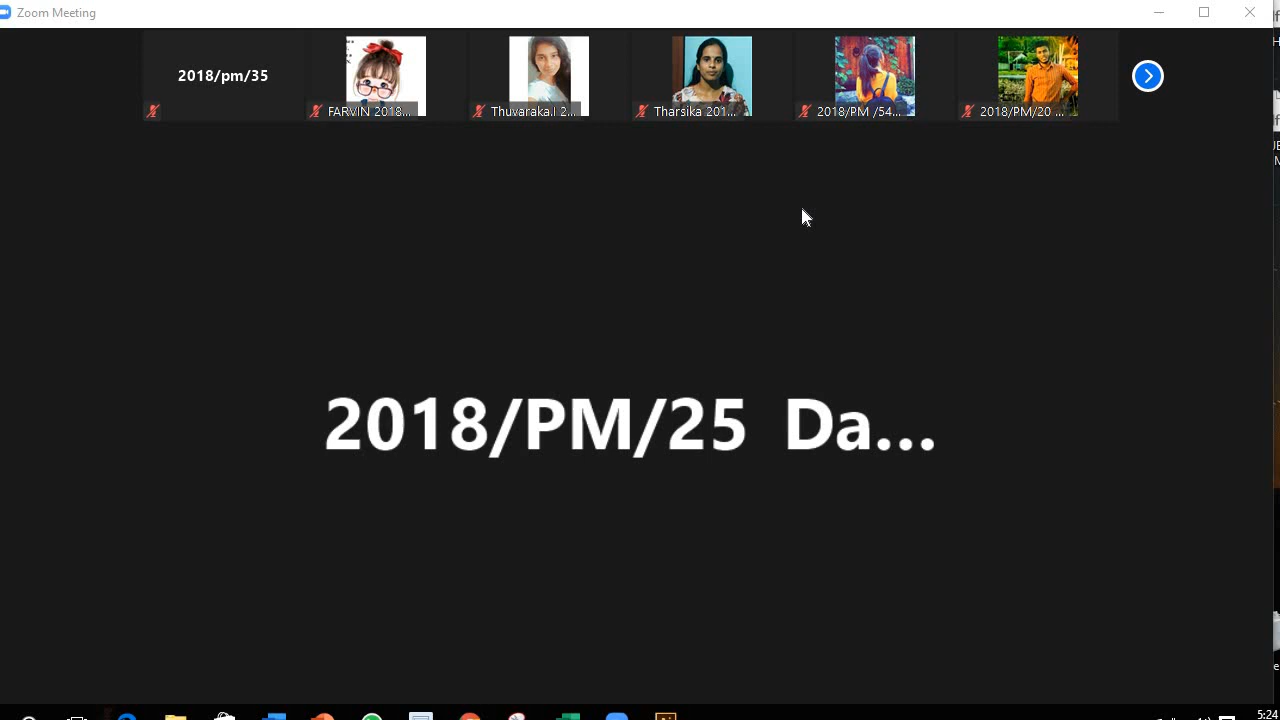 Zoom Meeting
2018/pm/35
FARVIN 2018...
Thuvaraka.I 2...
Tharsika 201...
2018/PM /54...
2018/PM/20 ...
2018/PM/25 Da...
5:24